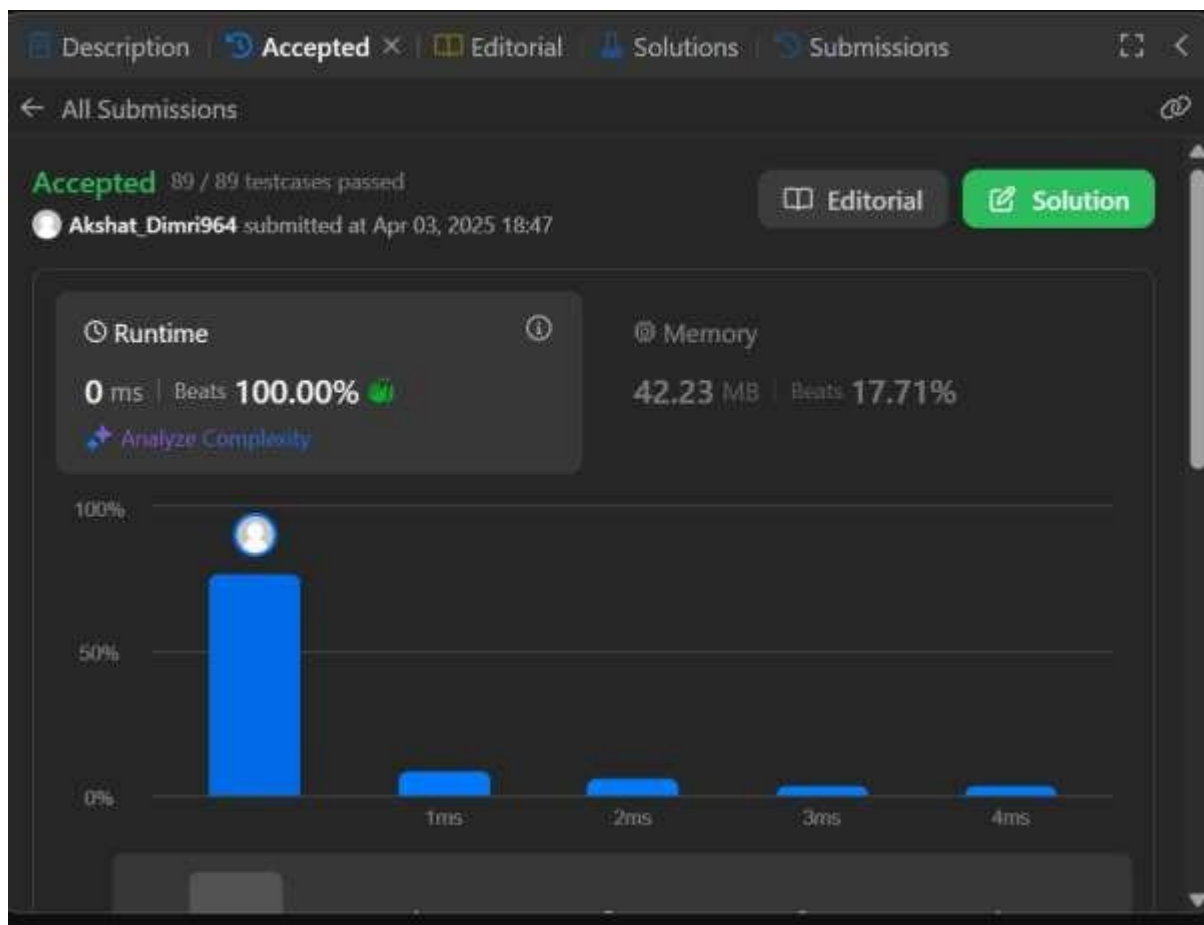 Description Accepted × Editorial Solutions Submissions
All Submissions
Accepted 89 / 89 testcases passed
Akshat_Dimri964 submitted at Apr 03, 2025 18:47
Editorial Solution
Runtime
0 ms | Beats 100.00%
Analyze Complexity
Memory
42.23 MB | Beats 17.71%
100%
50%
0%
1ms 2ms 3ms 4ms